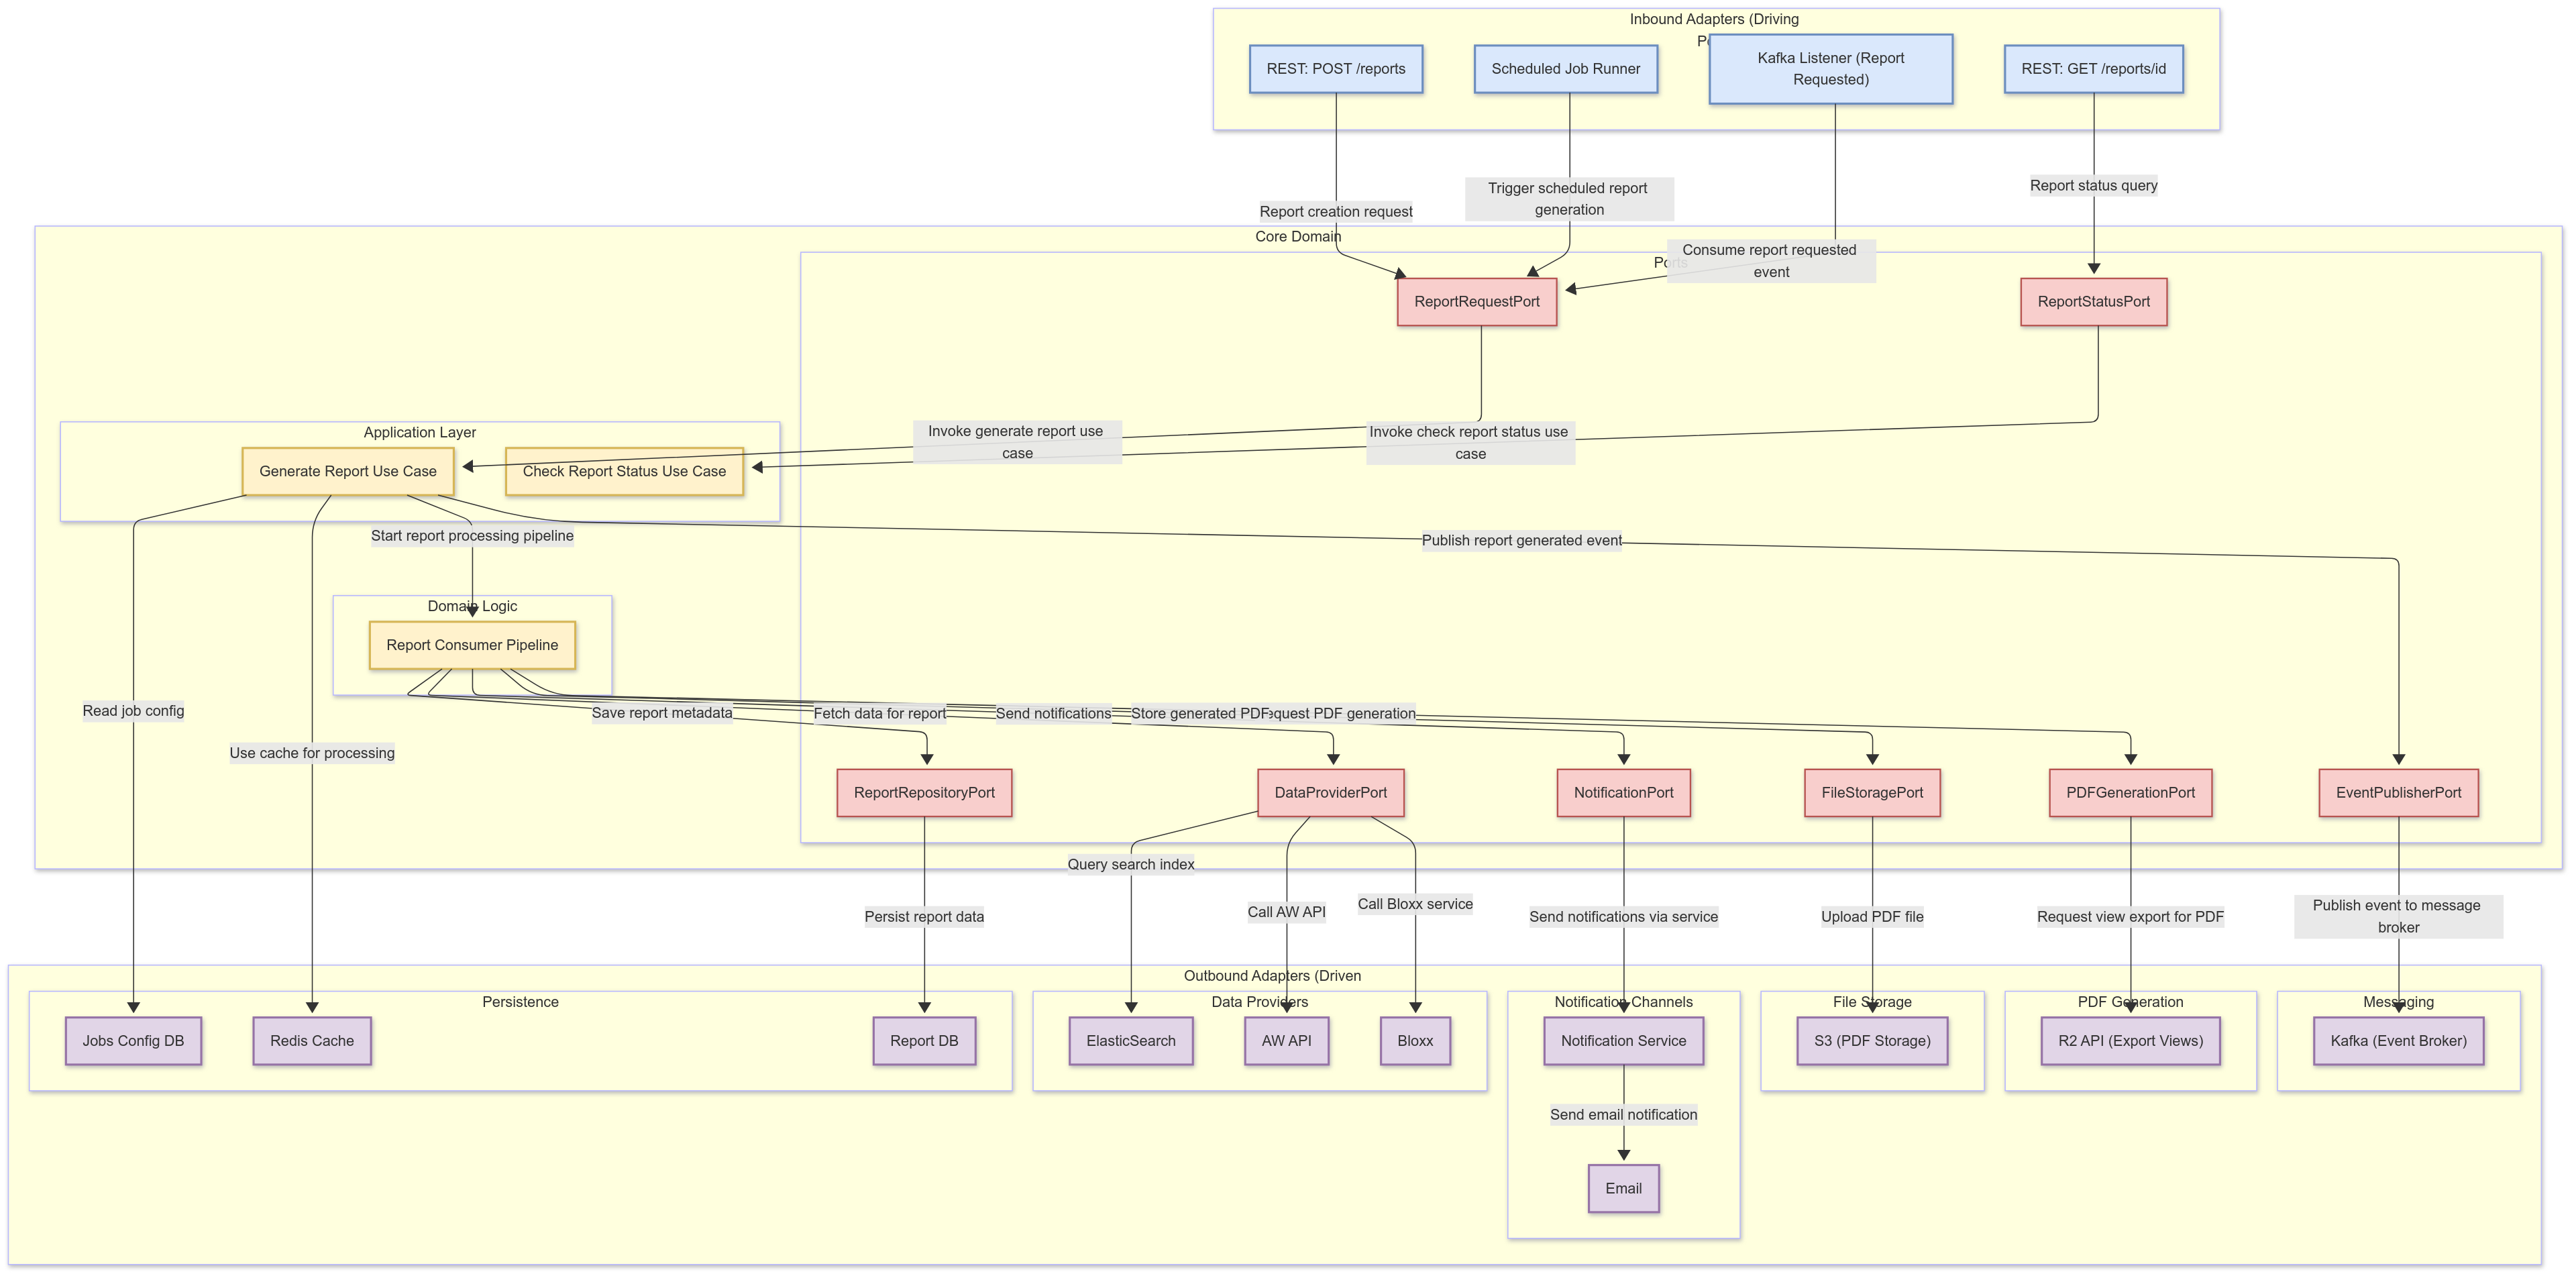 Inbound Adapters (Driving
REST: POST /reports
Scheduled Job Runner
Kafka Listener (Report
Requested)
REST: GET /reports/id
Report creation request
Trigger scheduled report
generation
Consume report requested
event
Report status query
Core Domain
Ports
ReportRequestPort
ReportStatusPort
Application Layer
Invoke generate report use
case
Invoke check report status use
case
Generate Report Use Case
Check Report Status Use Case
Start report processing pipeline
Publish report generated event
Domain Logic
Report Consumer Pipeline
Read job config
Use cache for processing
Save report metadata
Fetch data for report
Send notifications
Store generated PDF
PDF generation
ReportRepositoryPort
DataProviderPort
NotificationPort
FileStoragePort
PDFGenerationPort
EventPublisherPort
Query search index
Persist report data
Call AW API
Call Bloxx service
Send notifications via service
Upload PDF file
Request view export for PDF
Publish event to message
broker
Outbound Adapters (Driven
Persistence
Data Providers
Notification Channels
File Storage
PDF Generation
Messaging
Jobs Config DB
Redis Cache
Report DB
ElasticSearch
AW API
Bloxx
Notification Service
S3 (PDF Storage)
R2 API (Export Views)
Kafka (Event Broker)
Send email notification
Email